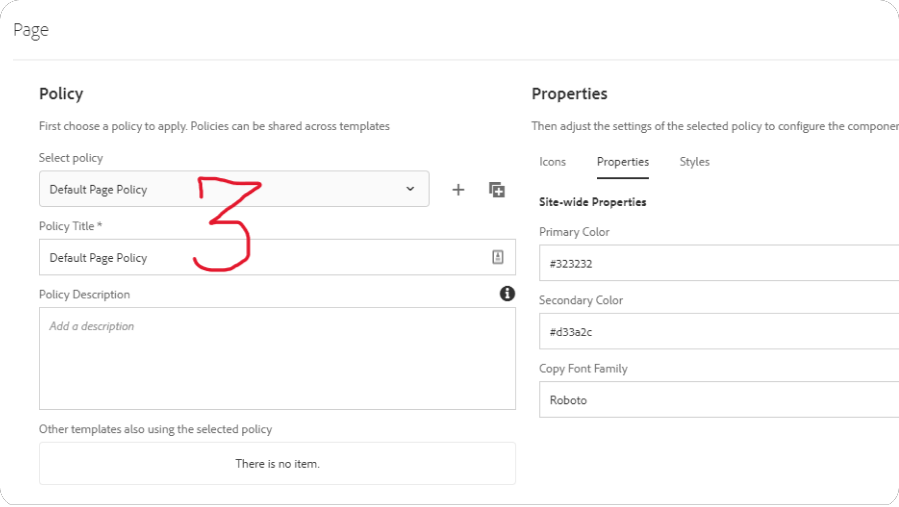 Page
Policy
First choose a policy to apply. Policies can be shared across templates
Select policy
Default Page Policy
3
Policy Title *
Default Page Policy
Policy Description
Add a description
Other templates also using the selected policy
There is no item.
Properties
Then adjust the settings of the selected policy to configure the componen
Icons Properties Styles
Site-wide Properties
Primary Color
#323232
Secondary Color
#d33a2c
Copy Font Family
Roboto